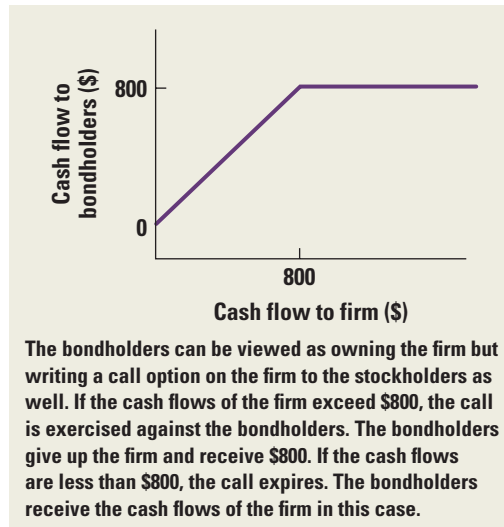 Cash flow to
bondholders ($)
800
0
800
Cash flow to firm ($)
The bondholders can be viewed as owning the firm but
writing a call option on the firm to the stockholders as
well. If the cash flows of the firm exceed $800, the call
is exercised against the bondholders. The bondholders
give up the firm and receive $800. If the cash flows
are less than $800, the call expires. The bondholders
receive the cash flows of the firm in this case.